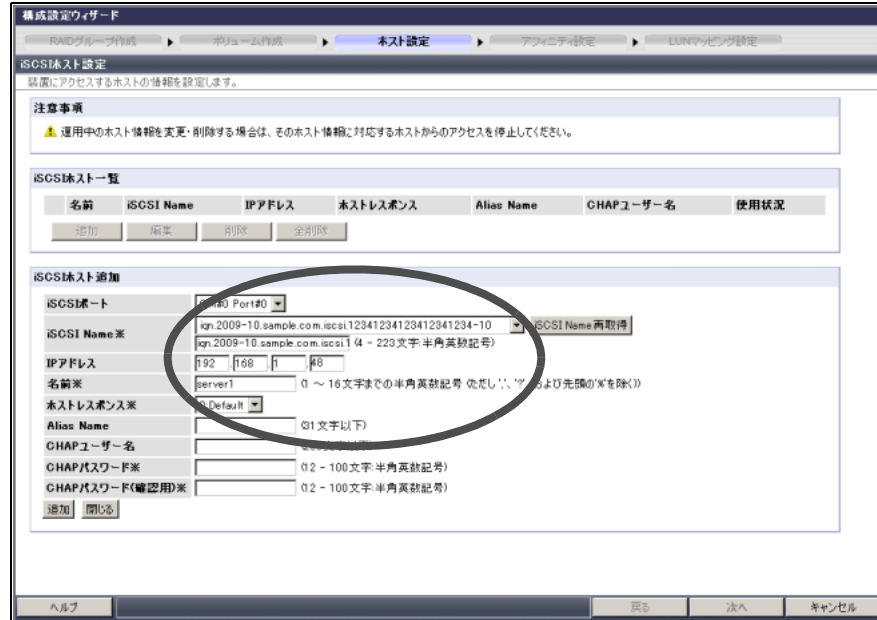 構成設定ウィザード
RAIDグループ作成 ボリューム作成 ホスト設定 アフィニティ設定 LUNマッピング設定
iSCSIホスト設定
装置にアクセスするホストの情報を設定します。
注意事項
運用中のホスト情報を変更・削除する場合は、そのホスト情報に対応するホストからのアクセスを停止してください。
iSCSIホスト一覧
名前 iSCSI Name IPアドレス ホストレスポンス Alias Name CHAPユーザー名 使用状況
追加 編集 削除 全削除
iSCSIホスト追加
iSCSIポート Port#0
iSCSI Name※ iqn.2009-10.sample.com.iscsi.12341234123412341234-10 iSCSI Name 再取得
iqn.2009-10.sample.com.iscsi.1 (4 - 223文字:半角英数記号)
IPアドレス 192 .168 .1 .48
名前※ server1 (1 ~ 16文字までの半角英数記号 (ただし ','、'?' および先頭の'%'を除く))
ホストレスポンス※ 0:Default
Alias Name (31文字以下)
CHAPユーザー名
CHAPパスワード※ (12 - 100文字:半角英数記号)
CHAPパスワード(確認用)※ (12 - 100文字:半角英数記号)
追加 閉じる
ヘルプ 戻る 次へ キャンセル